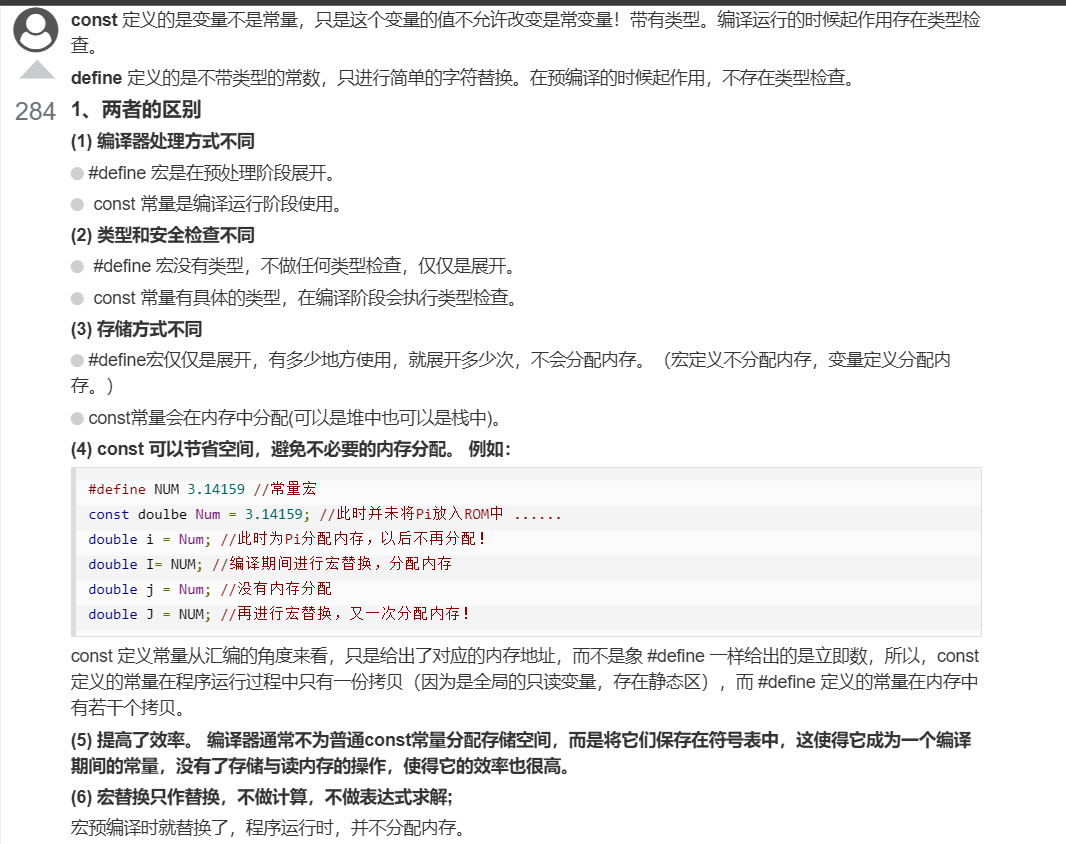 const 定义的是变量不是常量，只是这个变量的值不允许改变是常变量！带有类型。编译运行的时候起作用存在类型检
查。
define 定义的是不带类型的常数，只进行简单的字符替换。在预编译的时候起作用，不存在类型检查。
284
1、两者的区别
(1) 编译器处理方式不同
#define 宏是在预处理阶段展开。
const 常量是编译运行阶段使用。
(2) 类型和安全检查不同
#define 宏没有类型，不做任何类型检查，仅仅是展开。
const 常量有具体的类型，在编译阶段会执行类型检查。
(3) 存储方式不同
#define宏仅仅是展开，有多少地方使用，就展开多少次，不会分配内存。（宏定义不分配内存，变量定义分配内
存。）
const常量会在内存中分配(可以是堆中也可以是栈中)。
(4) const 可以节省空间，避免不必要的内存分配。 例如：
#define NUM 3.14159 //常量宏
const doulbe Num = 3.14159; //此时并未将Pi放入ROM中 ......
double i = Num; //此时为Pi分配内存，以后不再分配！
double I= NUM; //编译期间进行宏替换，分配内存
double j = Num; //没有内存分配
double J = NUM; //再进行宏替换，又一次分配内存！
const 定义常量从汇编的角度来看，只是给出了对应的内存地址，而不是象 #define 一样给出的是立即数，所以，const
定义的常量在程序运行过程中只有一份拷贝（因为是全局的只读变量，存在静态区），而 #define 定义的常量在内存中
有若干个拷贝。
(5) 提高了效率。 编译器通常不为普通const常量分配存储空间，而是将它们保存在符号表中，这使得它成为一个编译
期间的常量，没有了存储与读内存的操作，使得它的效率也很高。
(6) 宏替换只作替换，不做计算，不做表达式求解;
宏预编译时就替换了，程序运行时，并不分配内存。